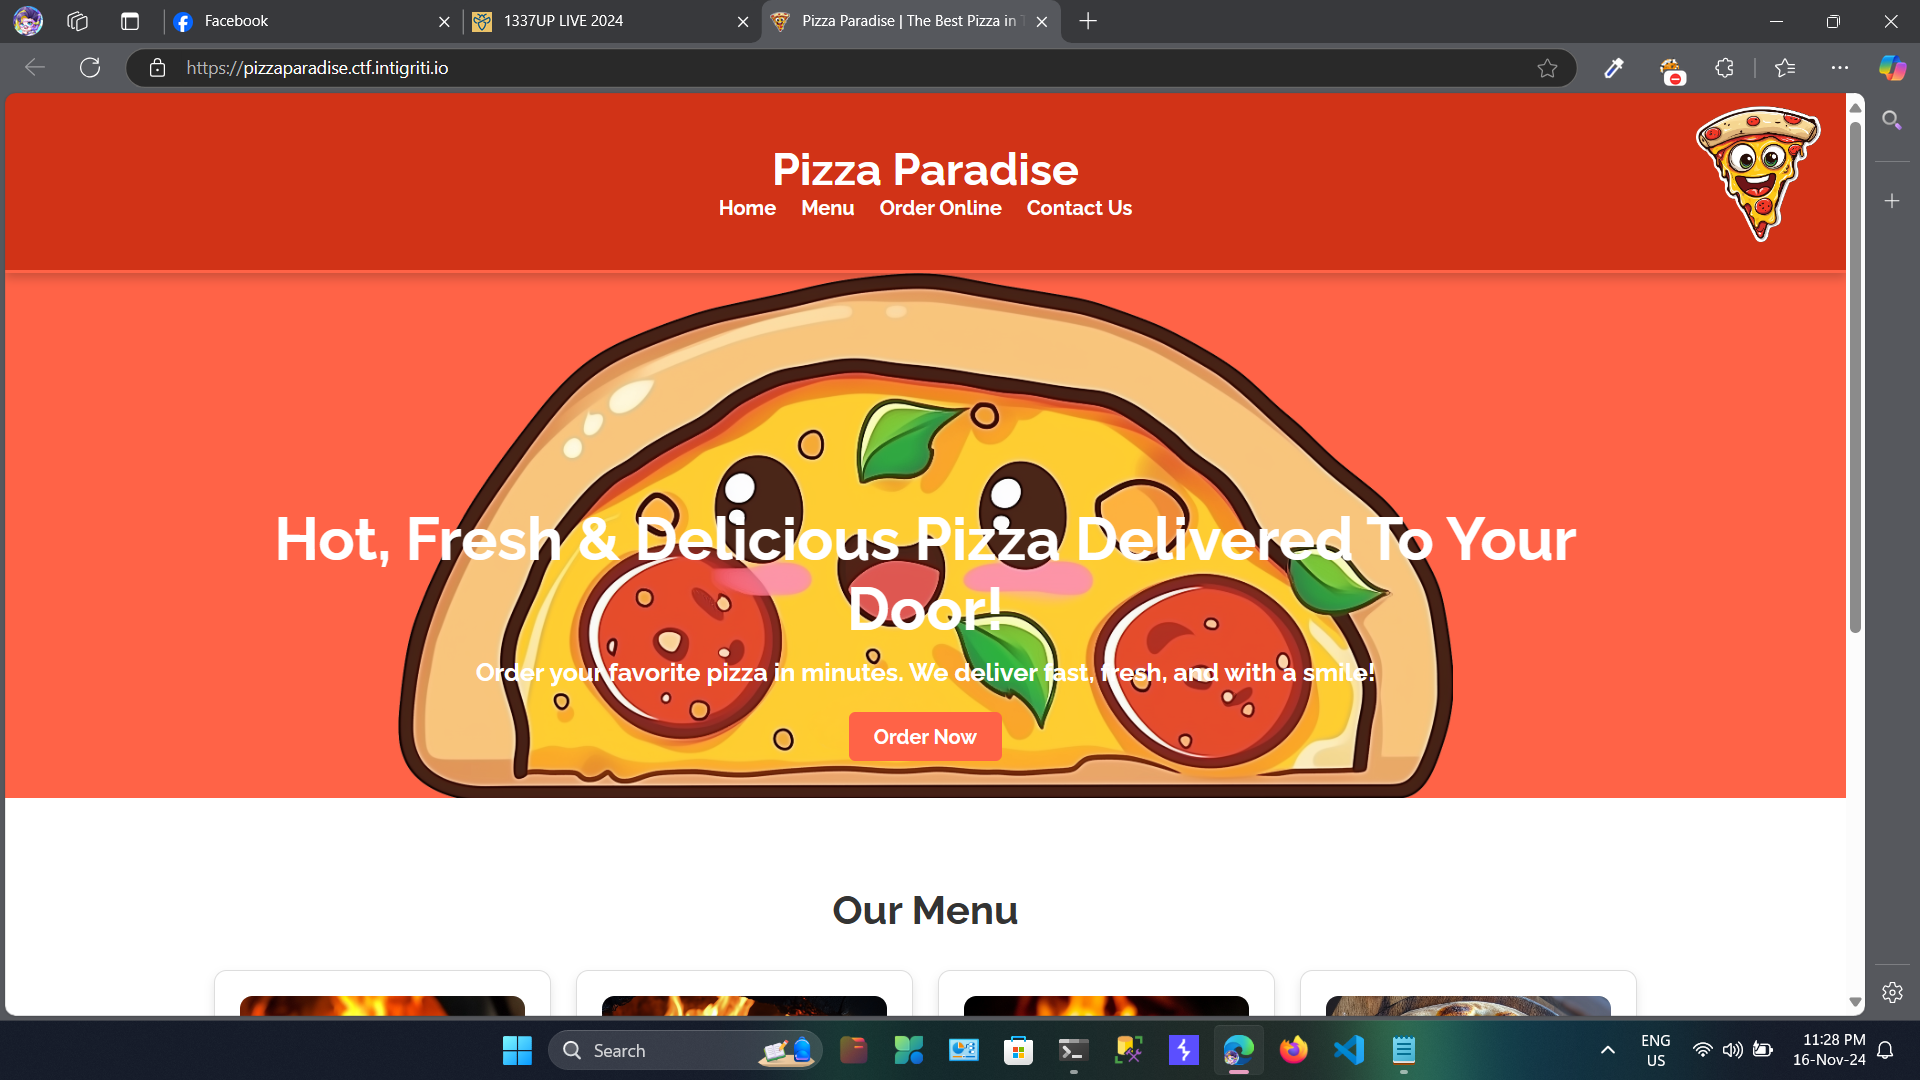 Facebook
1337UP LIVE 2024
Pizza Paradise | The Best Pizza in
https://pizzaparadise.ctf.intigriti.io
Pizza Paradise
Home Menu Order Online Contact Us
Hot, Fresh & Delicious Pizza Delivered To Your
Door!
Order your favorite pizza in minutes. We deliver fast, fresh, and with a smile!
Order Now
Our Menu
Search
ENG
US
11:28 PM
16-Nov-24